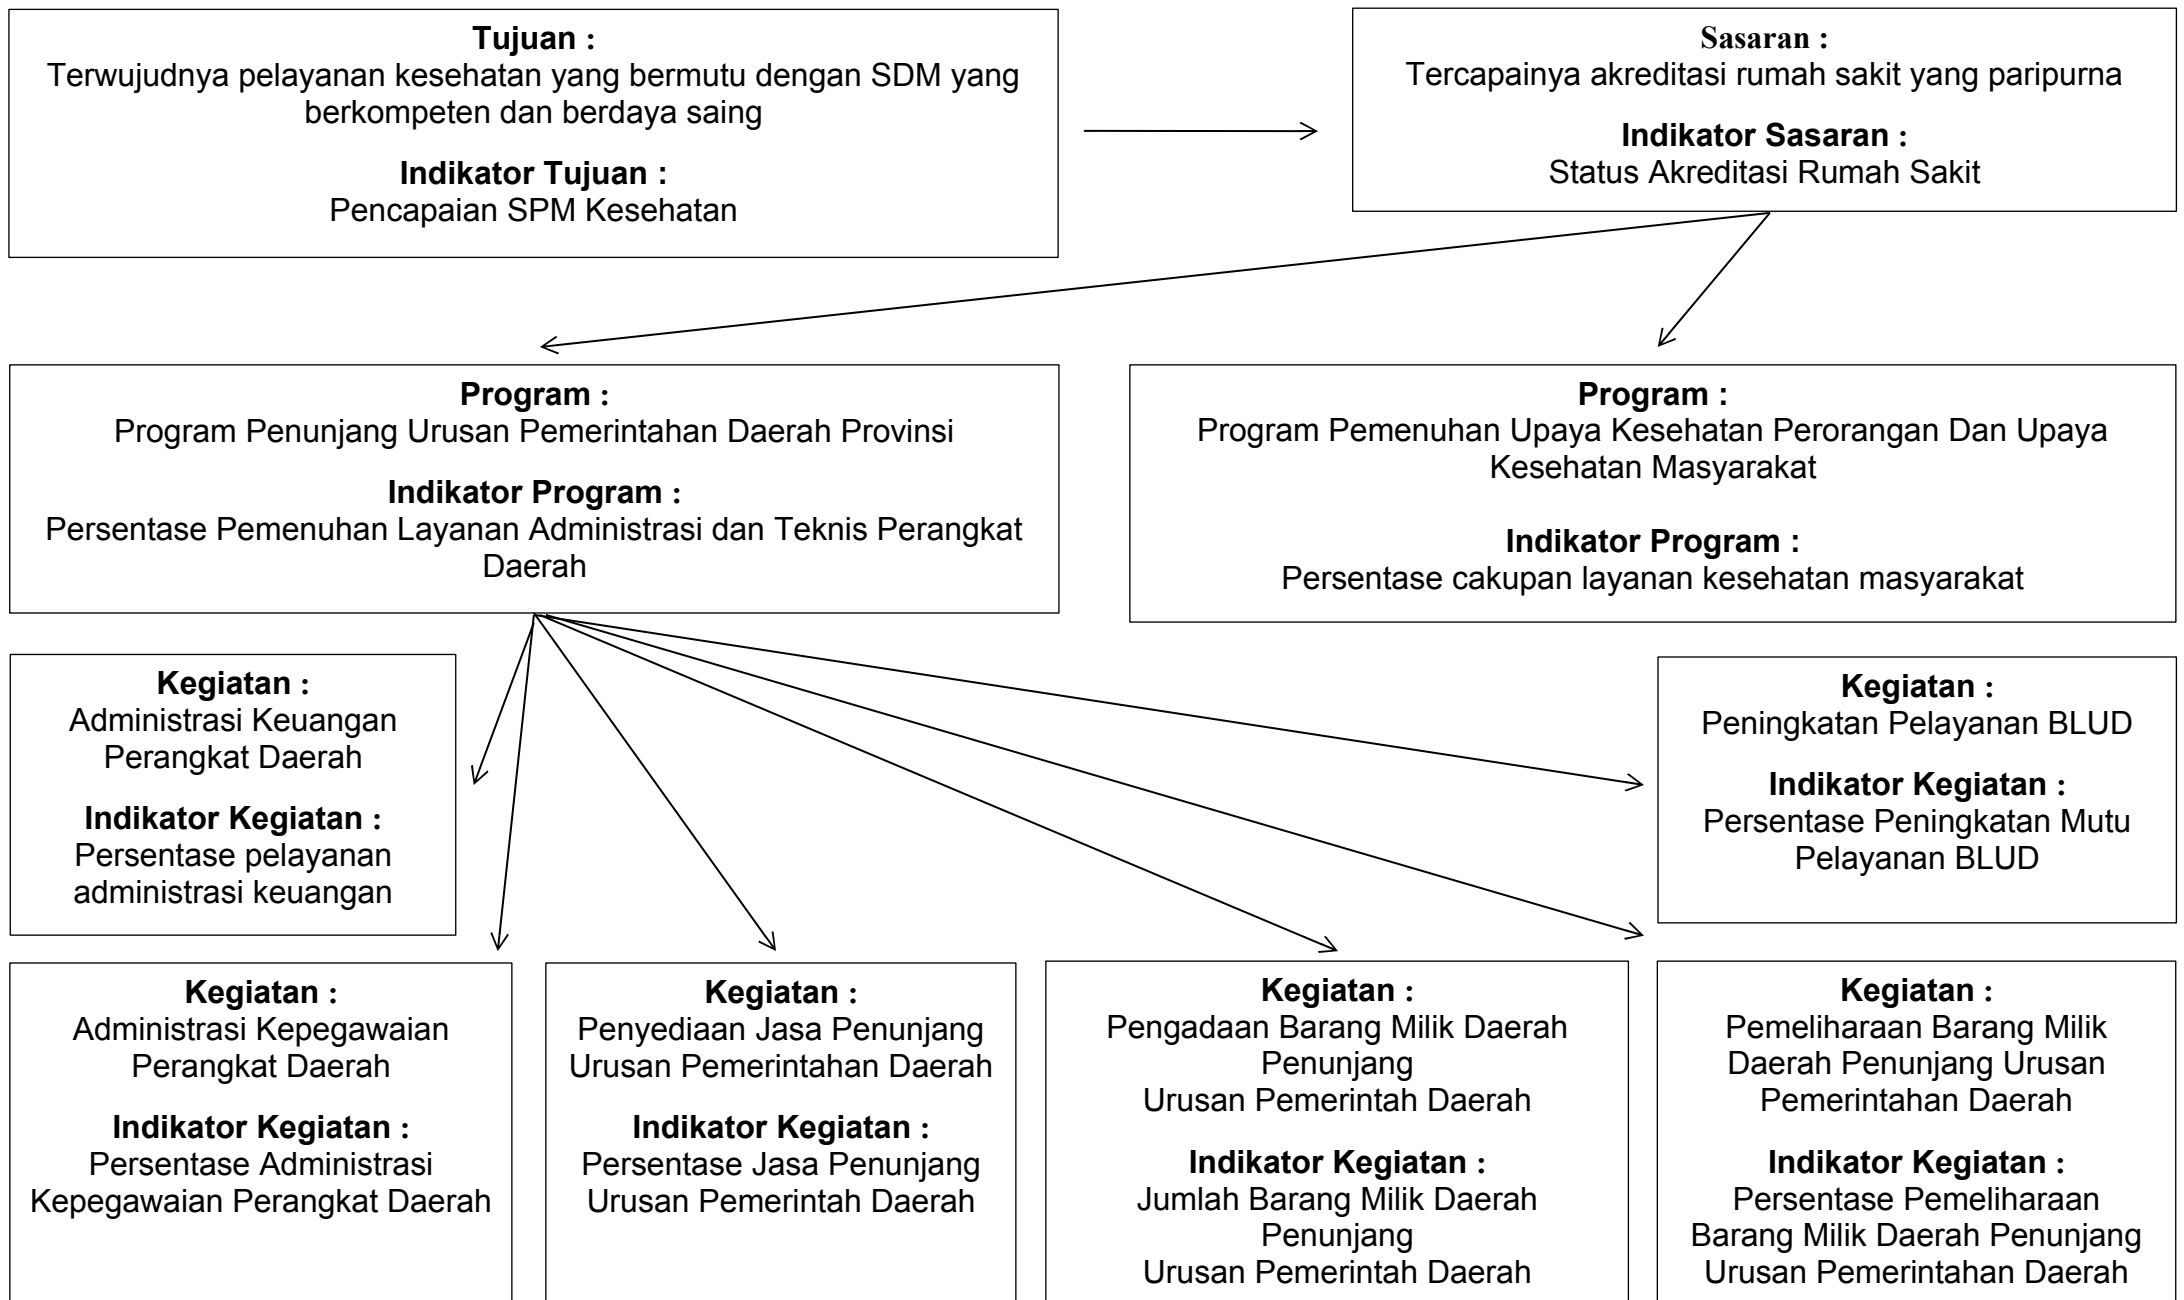 Tujuan :
Terwujudnya pelayanan kesehatan yang bermutu dengan SDM yang
berkompeten dan berdaya saing
Indikator Tujuan :
Pencapaian SPM Kesehatan
Sasaran :
Tercapainya akreditasi rumah sakit yang paripurna
Indikator Sasaran :
Status Akreditasi Rumah Sakit
Program :
Program Penunjang Urusan Pemerintahan Daerah Provinsi
Indikator Program :
Persentase Pemenuhan Layanan Administrasi dan Teknis Perangkat
Daerah
Program :
Program Pemenuhan Upaya Kesehatan Perorangan Dan Upaya
Kesehatan Masyarakat
Indikator Program :
Persentase cakupan layanan kesehatan masyarakat
Kegiatan :
Administrasi Keuangan
Perangkat Daerah
Indikator Kegiatan :
Persentase pelayanan
administrasi keuangan
Kegiatan :
Peningkatan Pelayanan BLUD
Indikator Kegiatan :
Persentase Peningkatan Mutu
Pelayanan BLUD
Kegiatan :
Administrasi Kepegawaian
Perangkat Daerah
Indikator Kegiatan :
Persentase Administrasi
Kepegawaian Perangkat Daerah
Kegiatan :
Penyediaan Jasa Penunjang
Urusan Pemerintahan Daerah
Indikator Kegiatan :
Persentase Jasa Penunjang
Urusan Pemerintah Daerah
Kegiatan :
Pengadaan Barang Milik Daerah
Penunjang
Urusan Pemerintah Daerah
Indikator Kegiatan :
Jumlah Barang Milik Daerah
Penunjang
Urusan Pemerintah Daerah
Kegiatan :
Pemeliharaan Barang Milik
Daerah Penunjang Urusan
Pemerintahan Daerah
Indikator Kegiatan :
Persentase Pemeliharaan
Barang Milik Daerah Penunjang
Urusan Pemerintahan Daerah